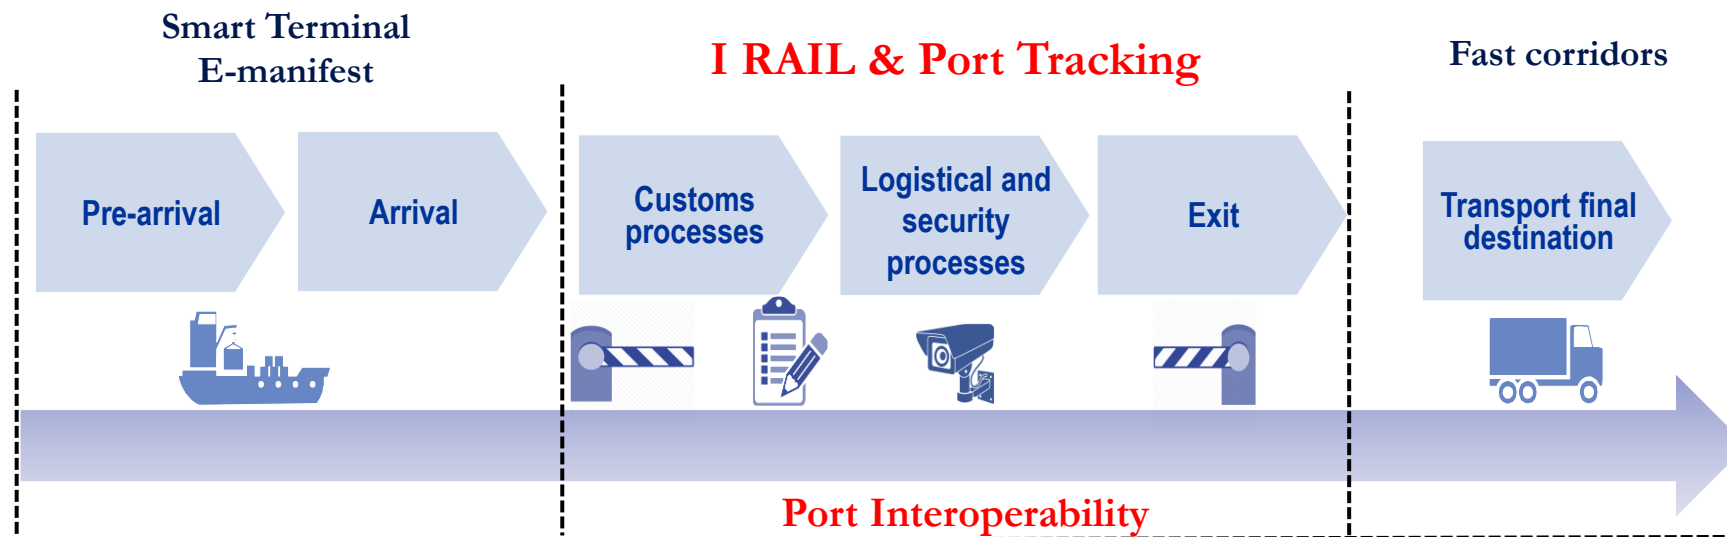 Smart Terminal
E-manifest
I RAIL & Port Tracking
Fast corridors
Pre-arrival
Arrival
Customs
processes
Logistical and
security
processes
Exit
Transport final
destination
Port Interoperability